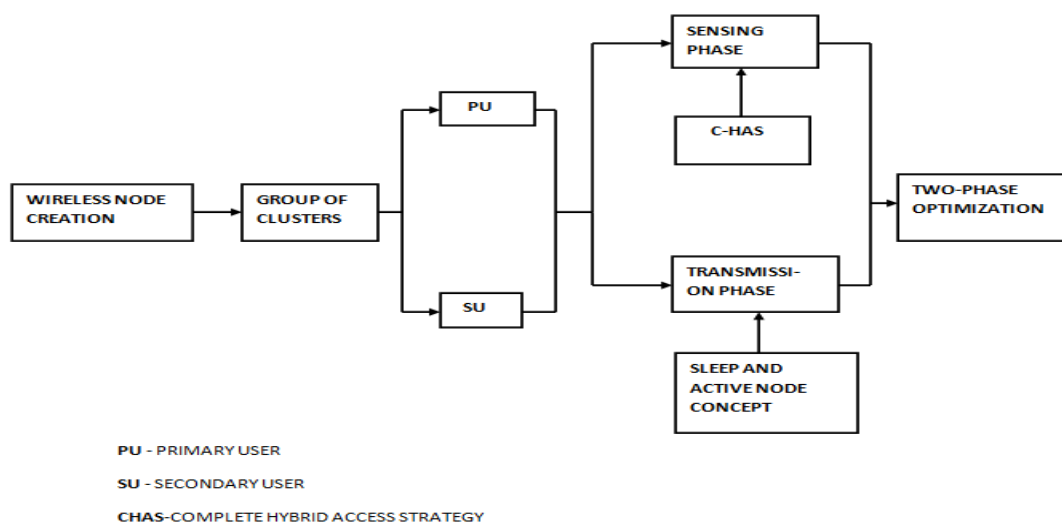 WIRELESS NODE
CREATION
GROUP OF
CLUSTERS
PU
SU
SENSING
PHASE
C-HAS
TRANSMISSI-
ON PHASE
SLEEP AND
ACTIVE NODE
CONCEPT
TWO-PHASE
OPTIMIZATION
PU - PRIMARY USER
SU - SECONDARY USER
CHAS-COMPLETE HYBRID ACCESS STRATEGY